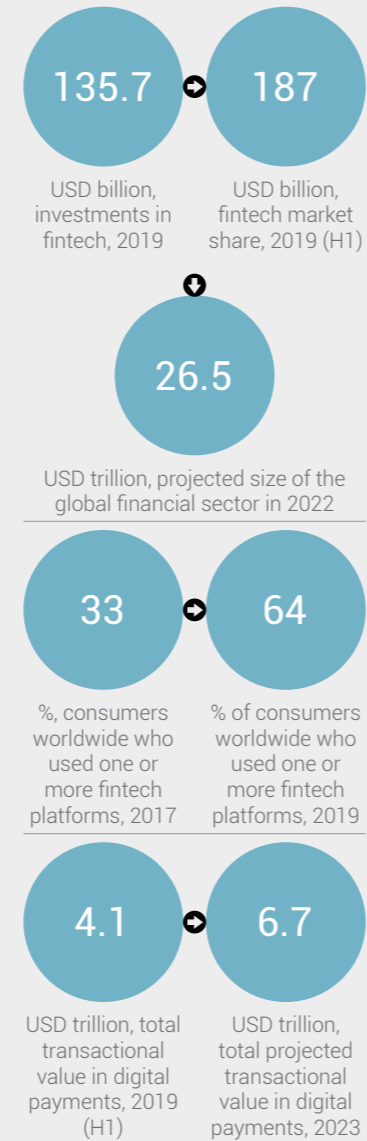 135.7
USD billion,
investments in
fintech, 2019
187
USD billion,
fintech market
share, 2019 (H1)
26.5
USD trillion, projected size of the
global financial sector in 2022
33
%, consumers
worldwide who
used one or
more fintech
platforms, 2017
64
% of consumers
worldwide who
used one or
more fintech
platforms, 2019
4.1
USD trillion, total
transactional
value in digital
payments, 2019
(H1)
6.7
USD trillion,
total projected
transactional
value in digital
payments, 2023